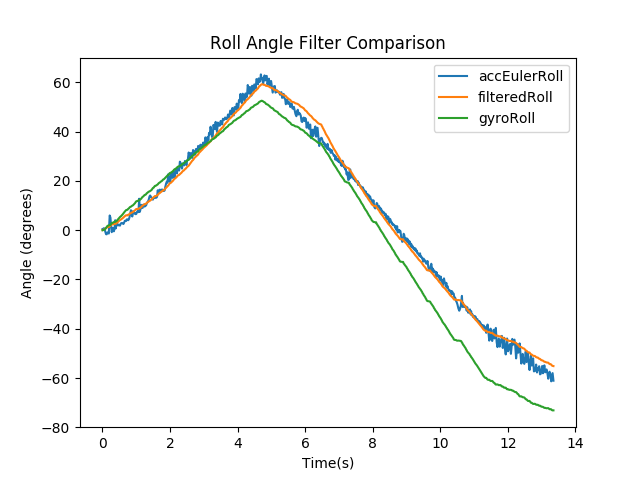 Roll Angle Filter Comparison
accEulerRoll
filteredRoll
gyroRoll
Angle (degrees)
60
40
20
0
−20
−40
−60
−80
0 2 4 6 8 10 12 14
Time(s)